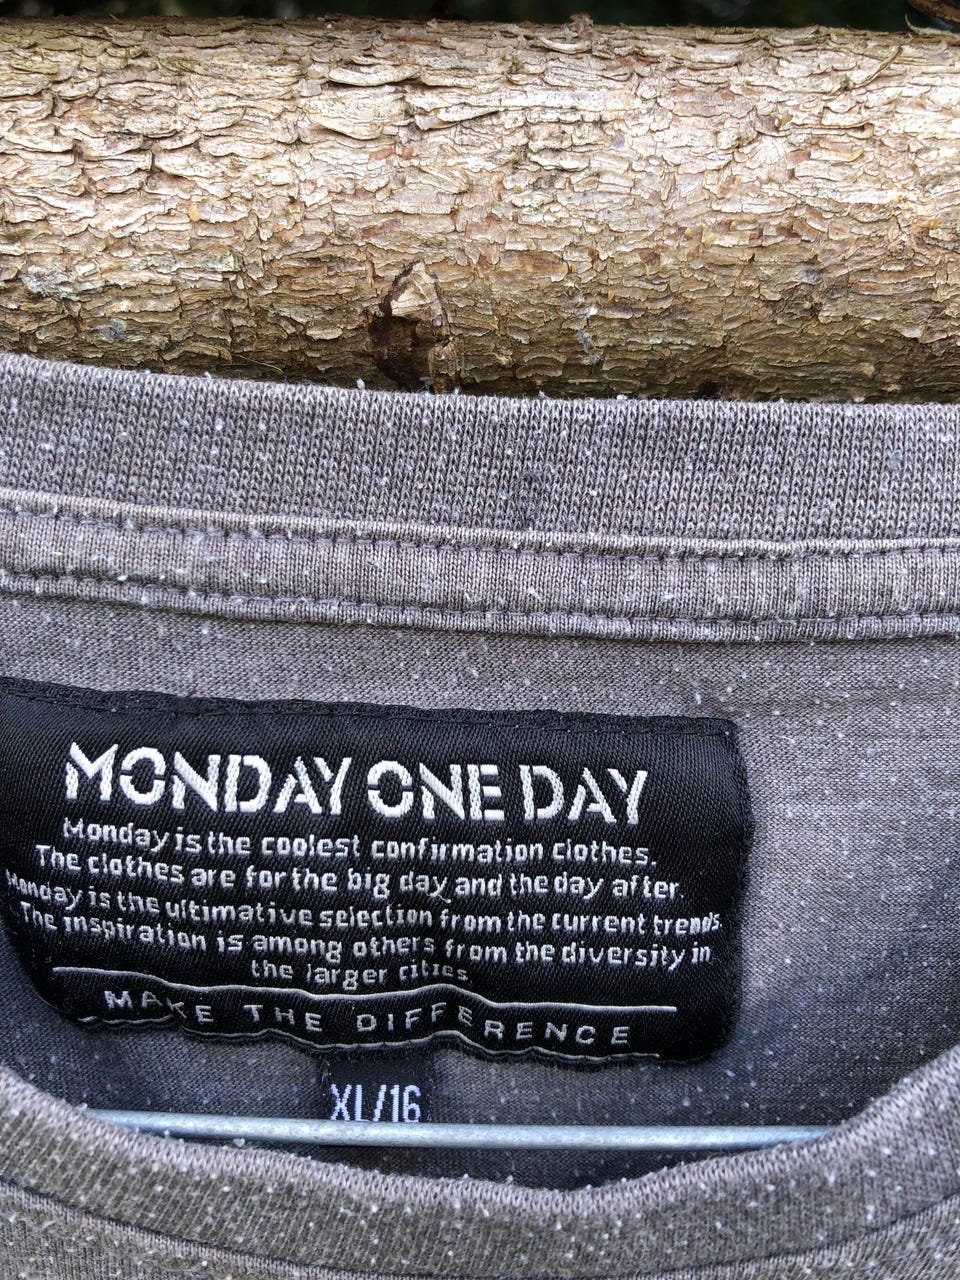 MONDAY ONE DAY
Monday is the coolest confirmation clothes.
The clothes are for the big day and the day after.
Monday is the ultimative selection from the current trends
The inspiration is among others from the diversity in
the larger cities
MAKE THE DIFFERENCE
XL/16